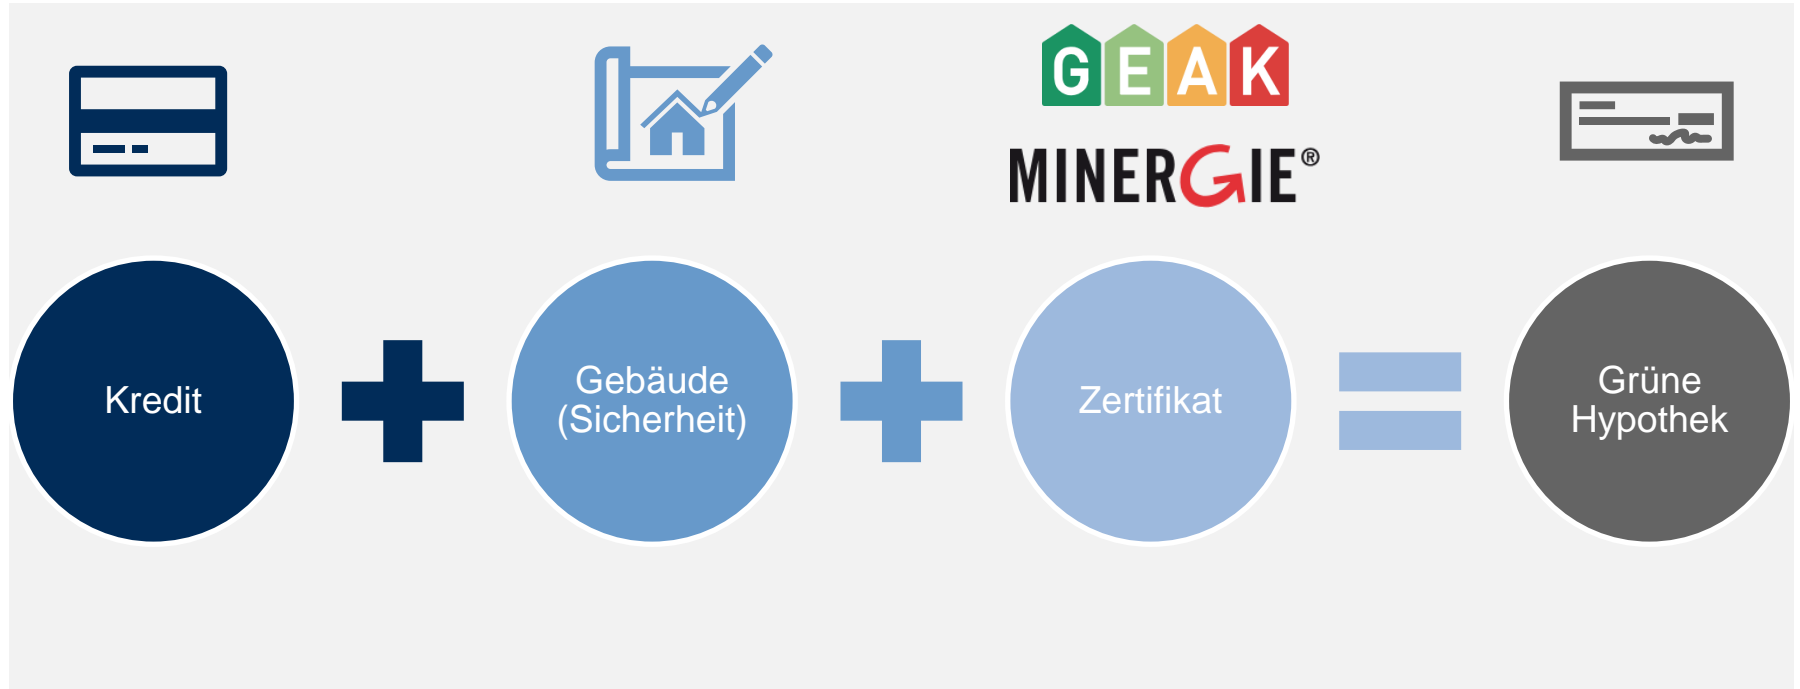 GEAK
MINERGIE®
Kredit
Gebäude
(Sicherheit)
Zertifikat
Grüne
Hypothek